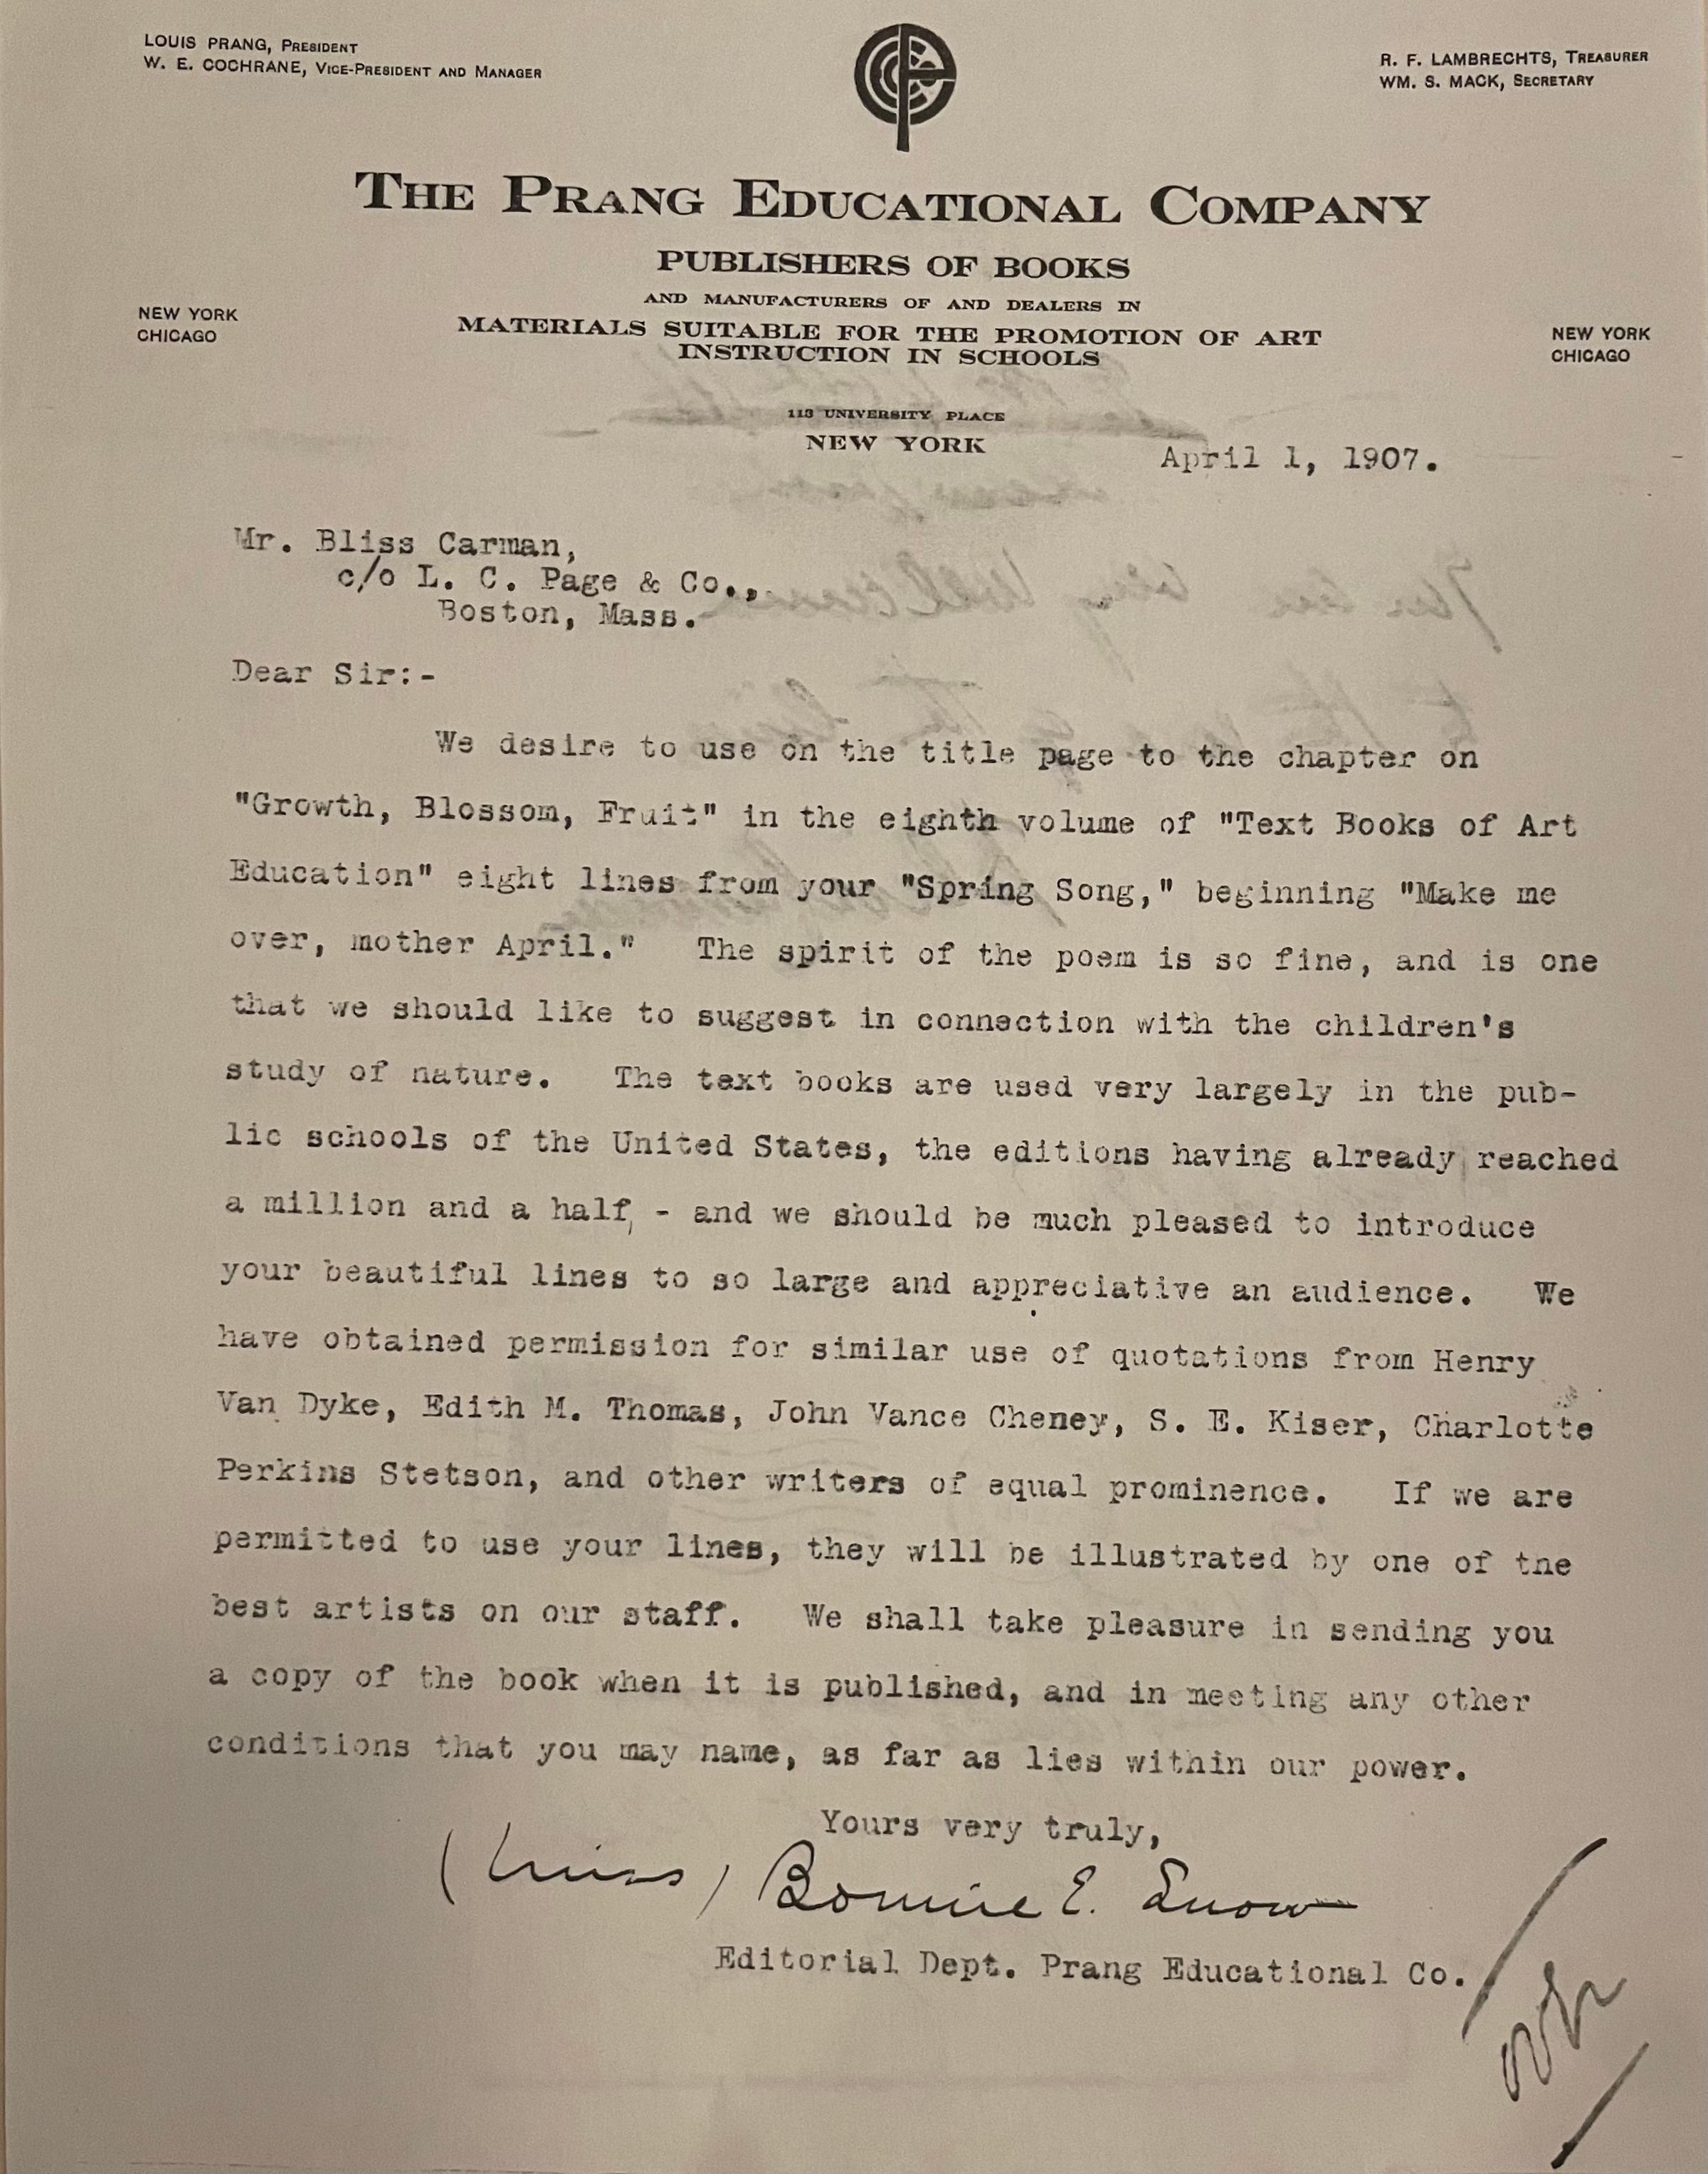 LOUIS PRANG, PRESIDENT
W. E. COCHRANE, VICE-PRESIDENT AND MANAGER
R. F. LAMBRECHTS, TREASURER
WM. S. MACK, SECRETARY
THE PRANG EDUCATIONAL COMPANY
PUBLISHERS OF BOOKS
AND MANUFACTURERS OF AND DEALERS IN
MATERIALS SUITABLE FOR THE PROMOTION OF ART
INSTRUCTION IN SCHOOLS
NEW YORK
CHICAGO
NEW YORK
CHICAGO
113 UNIVERSITY PLACE
NEW YORK
April 1, 1907.
Mr. Bliss Carman,
c/o L. C. Page & Co.,
Boston, Mass.
Dear Sir:-
We desire to use on the title page to the chapter on
"Growth, Blossom, Fruit" in the eighth volume of "Text Books of Art
Education" eight lines from your "Spring Song," beginning "Make me
over, mother April." The spirit of the poem is so fine, and is one
that we should like to suggest in connection with the children's
study of nature. The text books are used very largely in the pub-
lic schools of the United States, the editions having already reached
a million and a half, - and we should be much pleased to introduce
your beautiful lines to so large and appreciative an audience. We
have obtained permission for similar use of quotations from Henry
Van Dyke, Edith M. Thomas, John Vance Cheney, S. E. Kiser, Charlotte
Perkins Stetson, and other writers of equal prominence. If we are
permitted to use your lines, they will be illustrated by one of the
best artists on our staff. We shall take pleasure in sending you
a copy of the book when it is published, and in meeting any other
conditions that you may name, as far as lies within our power.
Yours very truly,
(Miss) Bonnie E. Snow
Editorial Dept. Prang Educational Co.